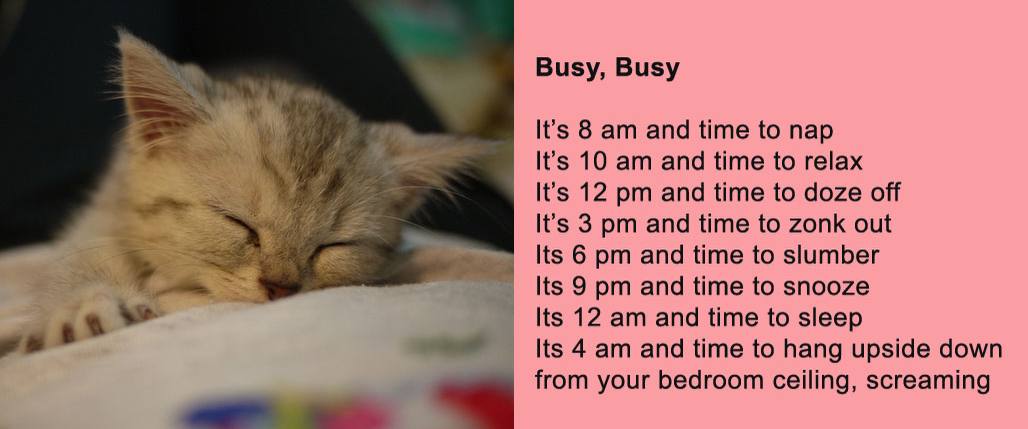 Busy, Busy
It’s 8 am and time to nap
It’s 10 am and time to relax
It’s 12 pm and time to doze off
It’s 3 pm and time to zonk out
Its 6 pm and time to slumber
Its 9 pm and time to snooze
Its 12 am and time to sleep
Its 4 am and time to hang upside down
from your bedroom ceiling, screaming